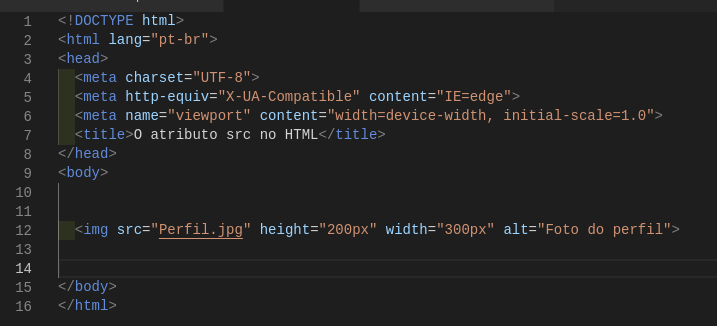 1 <!DOCTYPE html>
2 <html lang="pt-br">
3 <head>
4 <meta charset="UTF-8">
5 <meta http-equiv="X-UA-Compatible" content="IE=edge">
6 <meta name="viewport" content="width=device-width, initial-scale=1.0">
7 <title>O atributo src no HTML</title>
8 </head>
9 <body>
10
11
12 <img src="Perfil.jpg" height="200px" width="300px" alt="Foto do perfil">
13
14
15 </body>
16 </html>